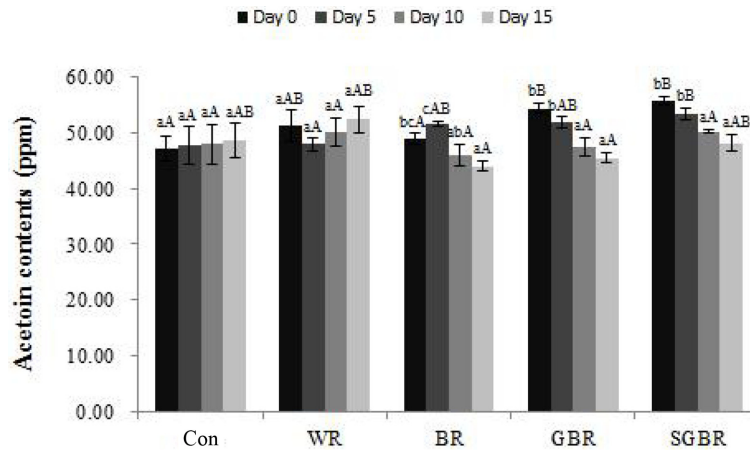 Day 0 Day 5 Day 10 Day 15
Acetoin contents (ppm)
60.00
50.00
40.00
30.00
20.00
10.00
0.00
aA aA aA aAB
aAB aA aA aAB
bcA cAB abA aA
bB bAB aA aA
bB bB aA aAB
Con WR BR GBR SGBR